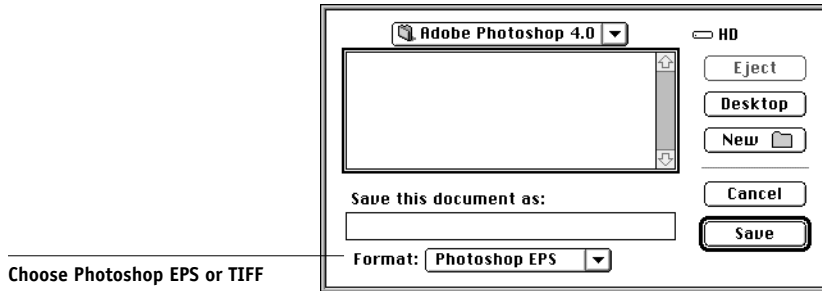 Adobe Photoshop 4.0
HD
Eject
Desktop
New
Save this document as:
Cancel
Save
Format: Photoshop EPS
Choose Photoshop EPS or TIFF